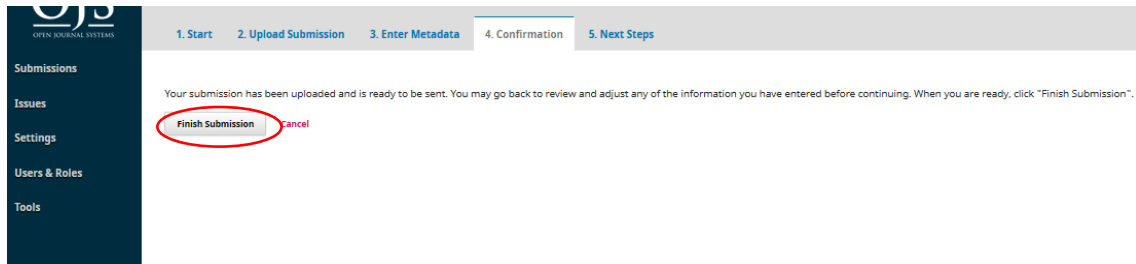 OJS
OPEN JOURNAL SYSTEMS
1. Start 2. Upload Submission 3. Enter Metadata 4. Confirmation 5. Next Steps
Submissions
Issues
Settings
Users & Roles
Tools
Your submission has been uploaded and is ready to be sent. You may go back to review and adjust any of the information you have entered before continuing. When you are ready, click "Finish Submission".
Finish Submission Cancel